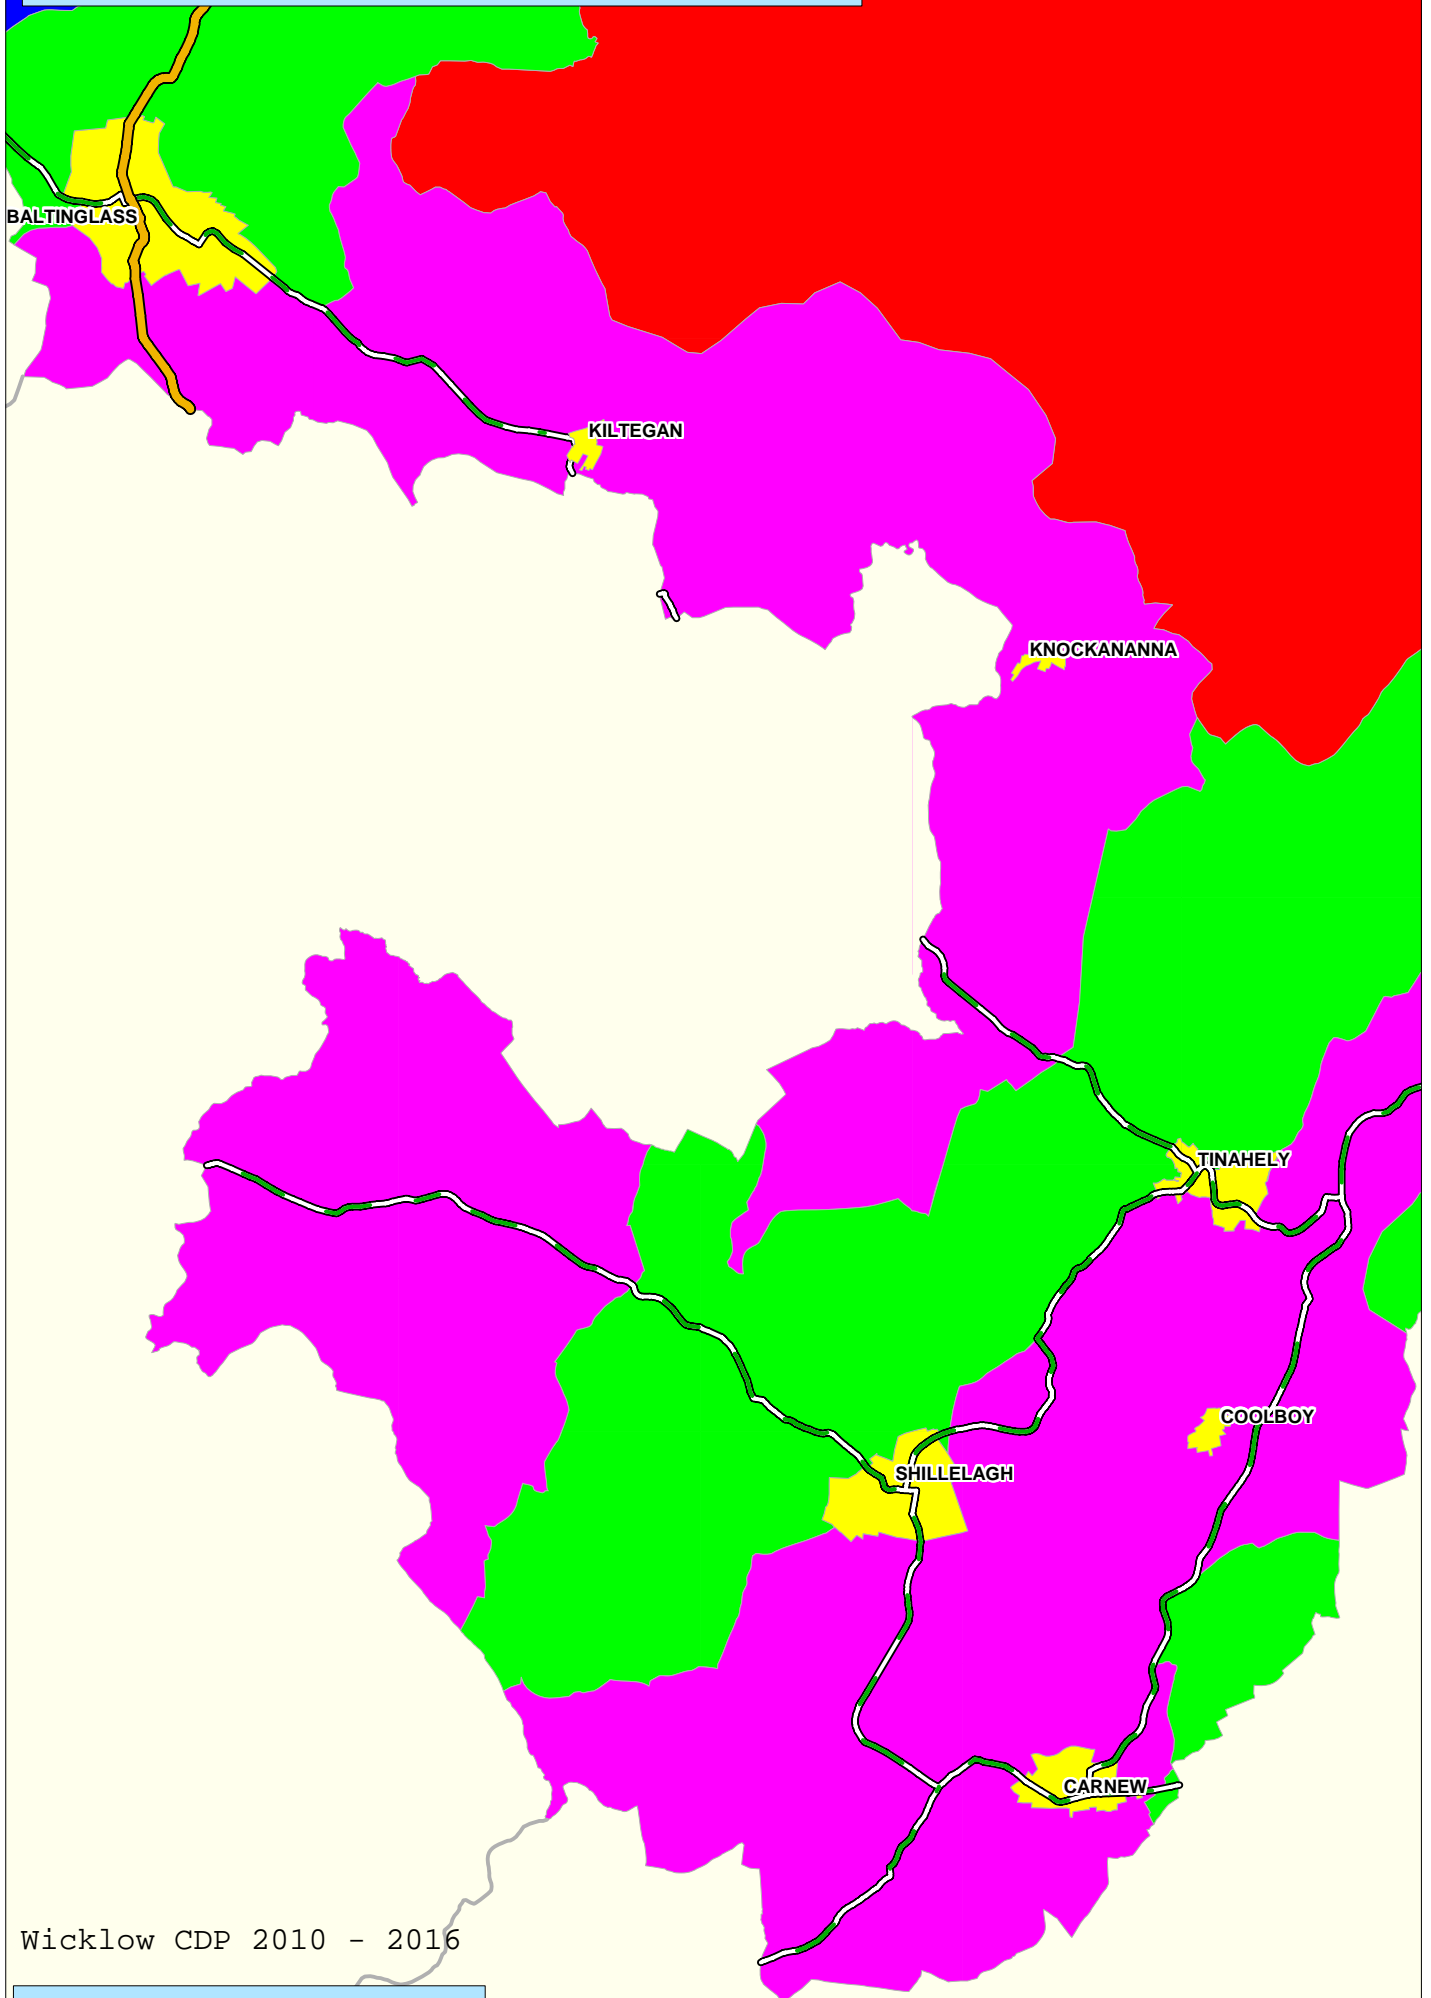 BALTINGLASS
KILTEGAN
KNOCKANANNA
TINAHELY
COOLBOY
SHILLELAGH
CARNEW
Wicklow CDP 2010 - 2016